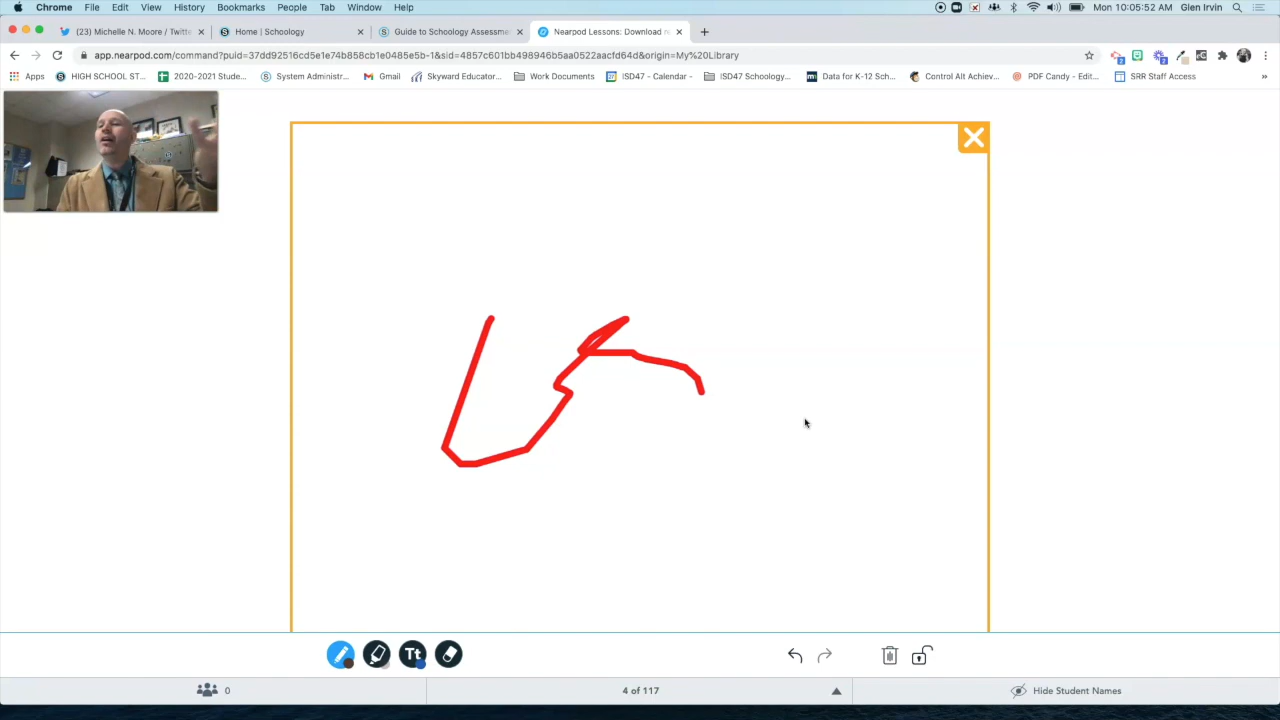 Chrome File Edit View History Bookmarks People Tab Window Help Mon 10:05:52 AM Glen Irvin
(23) Michelle N. Moore / Twitte Home | Schoology Guide to Schoology Assessm Nearpod Lessons: Download n
app.nearpod.com/command?puid=37dd92516cd5e1e74b858cb1e0485e5b-1&sid=4857c601bb498946b5aa0522aacfd64d&origin=My%20Library
Apps HIGH SCHOOL ST... 2020-2021 Stude... System Administr... Gmail Skyward Educator... Work Documents ISD47 - Calendar - ISD47 Schoology... Data for K-12 Sch... Control Alt Achiev... PDF Candy - Edit... SRR Staff Access »
Tt
0 4 of 117 Hide Student Names